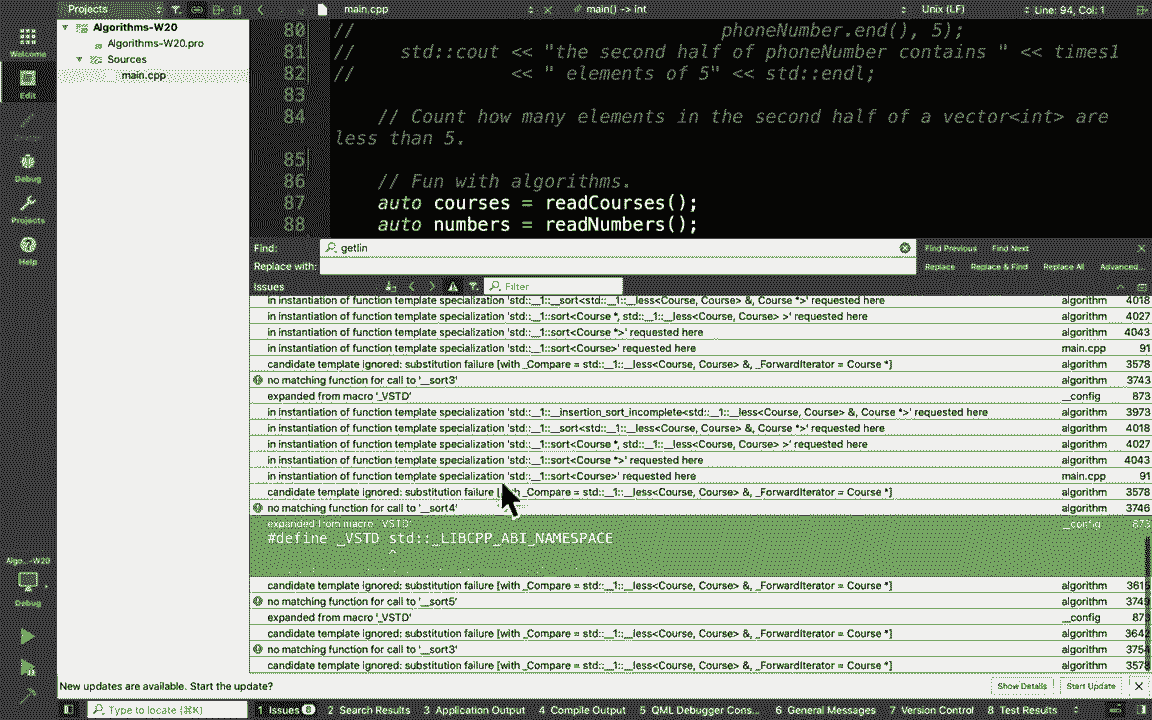 Projects
main.cpp
main() -> int
Unix (LF)
Line: 94, Col: 1
Algorithms-W20
Algorithms-W20.pro
Sources
main.cpp
Welcome
Edit
Debug
Projects
Help
80 // phoneNumber.end(), 5);
81 // std::cout << "the second half of phoneNumber contains " << times1
82 // << " elements of 5" << std::endl;
83
84 // Count how many elements in the second half of a vector<int> are
less than 5.
85
86 // Fun with algorithms.
87 auto courses = readCourses();
88 auto numbers = readNumbers();
Find: getlin Find Previous Find Next
Replace with: Replace Replace & Find Replace All Advanced...
Issues Filter
in instantiation of function template specialization 'std::__1::__sort<std::__1::__less<Course, Course> &, Course *>' requested here algorithm 4018
in instantiation of function template specialization 'std::__1::sort<Course *, std::__1::__less<Course, Course> >' requested here algorithm 4027
in instantiation of function template specialization 'std::__1::sort<Course *>' requested here algorithm 4043
in instantiation of function template specialization 'std::__1::sort<Course>' requested here main.cpp 91
candidate template ignored: substitution failure [with _Compare = std::__1::__less<Course, Course> &, _ForwardIterator = Course *] algorithm 3578
no matching function for call to '__sort3' algorithm 3743
expanded from macro '_VSTD' __config 873
in instantiation of function template specialization 'std::__1::__insertion_sort_incomplete<std::__1::__less<Course, Course> &, Course *>' requested here algorithm 3973
in instantiation of function template specialization 'std::__1::__sort<std::__1::__less<Course, Course> &, Course *>' requested here algorithm 4018
in instantiation of function template specialization 'std::__1::sort<Course *, std::__1::__less<Course, Course> >' requested here algorithm 4027
in instantiation of function template specialization 'std::__1::sort<Course *>' requested here algorithm 4043
in instantiation of function template specialization 'std::__1::sort<Course>' requested here main.cpp 91
candidate template ignored: substitution failure [with _Compare = std::__1::__less<Course, Course> &, _ForwardIterator = Course *] algorithm 3578
no matching function for call to '__sort4' algorithm 3746
expanded from macro '_VSTD' __config 873
#define _VSTD std::_LIBCPP_ABI_NAMESPACE
^
candidate template ignored: substitution failure [with _Compare = std::__1::__less<Course, Course> &, _ForwardIterator = Course *] algorithm 3615
no matching function for call to '__sort5' algorithm 3749
expanded from macro '_VSTD' __config 873
candidate template ignored: substitution failure [with _Compare = std::__1::__less<Course, Course> &, _ForwardIterator = Course *] algorithm 3642
no matching function for call to '__sort3' algorithm 3754
candidate template ignored: substitution failure [with _Compare = std::__1::__less<Course, Course> &, _ForwardIterator = Course *] algorithm 3578
Algo...-W20
Debug
New updates are available. Start the update? Show Details Start Update
Type to locate (⌘K) 1 Issues 8 2 Search Results 3 Application Output 4 Compile Output 5 QML Debugger Cons... 6 General Messages 7 Version Control 8 Test Results